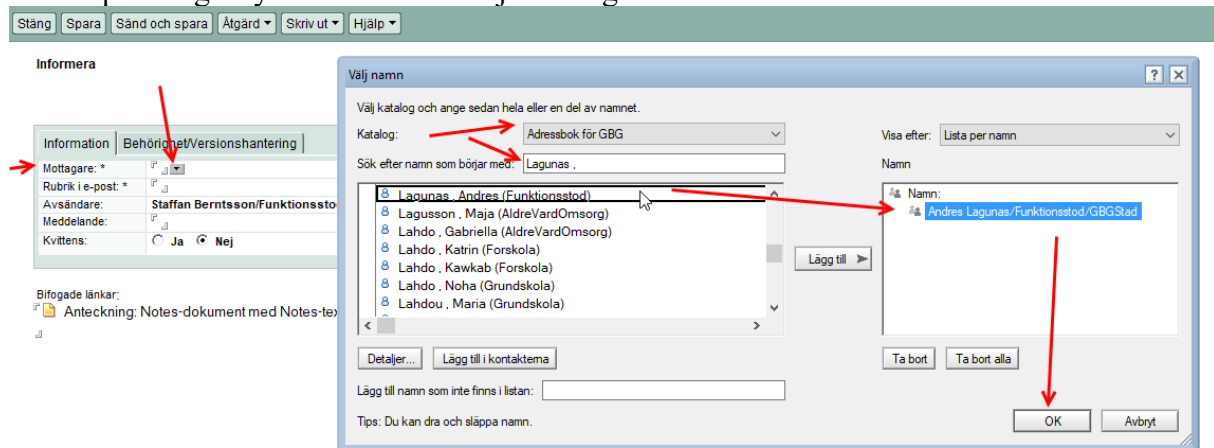 Stäng Spara Sänd och spara Åtgärd Skriv ut Hjälp
Informera
Information Behörighet/Versionshantering
Mottagare: *
Rubrik i e-post: *
Avsändare: Staffan Berntsson/Funktionssto
Meddelande:
Kvittens: Ja Nej
Bifogade länkar:
Anteckning: Notes-dokument med Notes-tex
Välj namn
Välj katalog och ange sedan hela eller en del av namnet.
Katalog: Adressbok för GBG
Sök efter namn som börjar med: Lagunas ,
Lagunas , Andres (Funktionsstod)
Lagusson , Maja (AldreVardOmsorg)
Lahdo , Gabriella (AldreVardOmsorg)
Lahdo , Katrin (Forskola)
Lahdo , Kawkab (Forskola)
Lahdo , Noha (Grundskola)
Lahdou , Maria (Grundskola)
Detaljer... Lägg till i kontakterna
Lägg till namn som inte finns i listan:
Tips: Du kan dra och släppa namn.
Lägg till
Visa efter: Lista per namn
Namn
Namn:
Andres Lagunas/Funktionsstod/GBGStad
Ta bort Ta bort alla
OK Avbryt